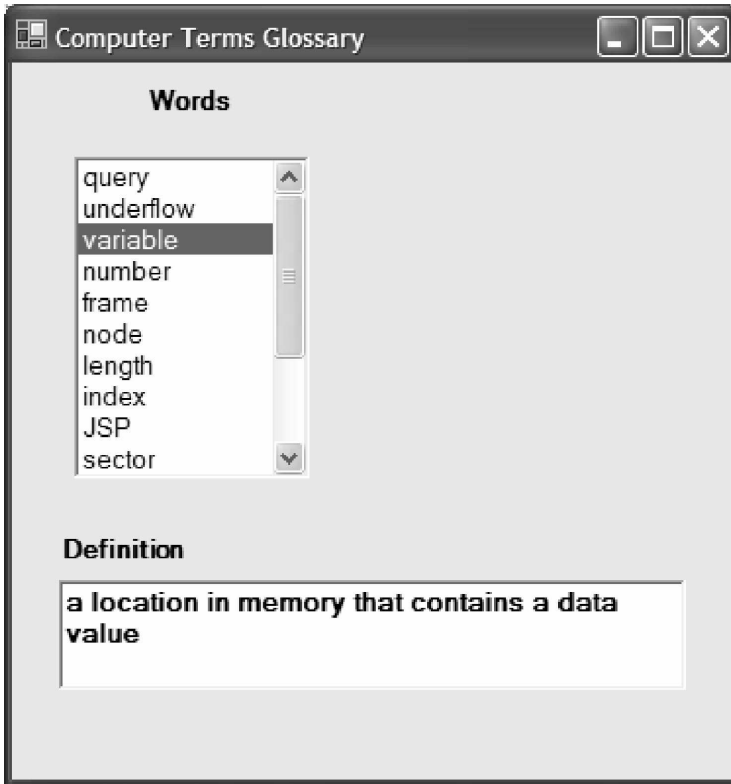 Computer Terms Glossary
Words
query
underflow
variable
number
frame
node
length
index
JSP
sector
Definition
a location in memory that contains a data
value